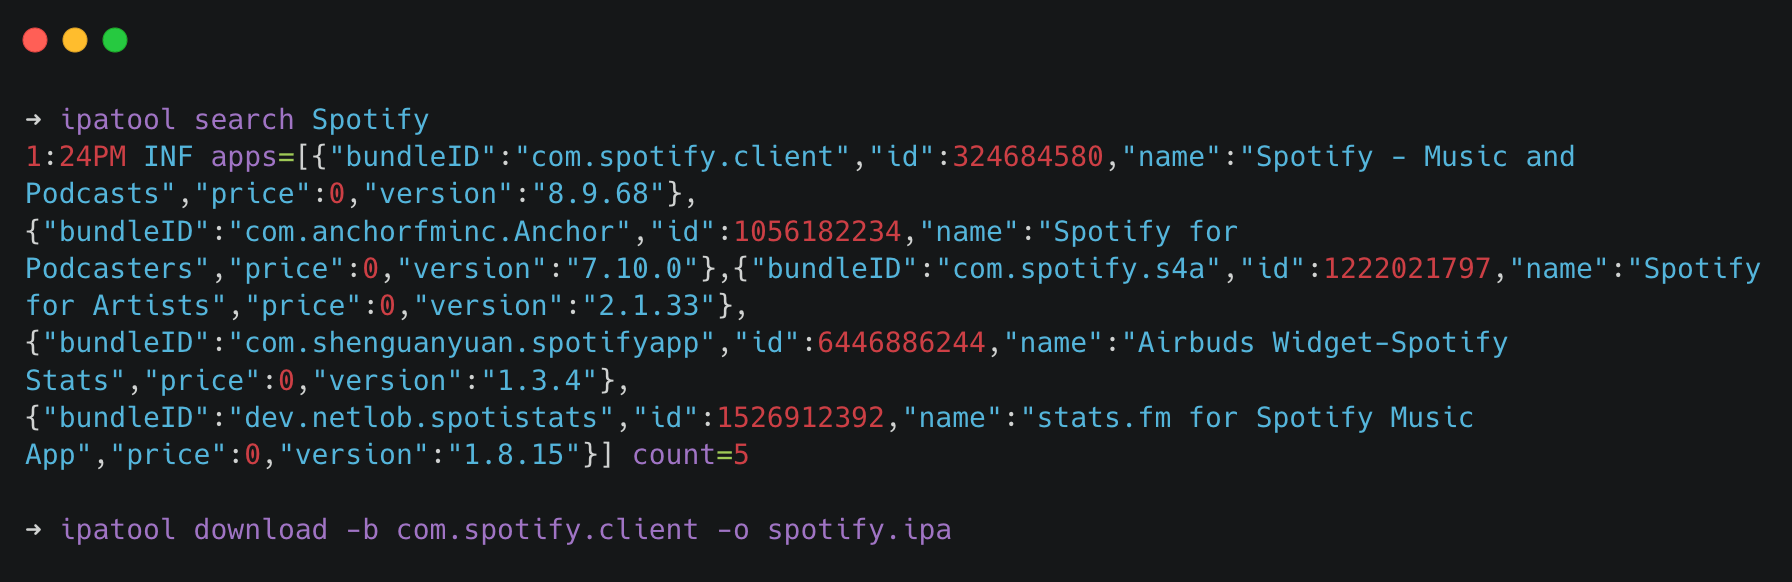 ➜ ipatool search Spotify
1:24PM INF apps=[{"bundleID":"com.spotify.client","id":324684580,"name":"Spotify - Music and
Podcasts","price":0,"version":"8.9.68"},
{"bundleID":"com.anchorfminc.Anchor","id":1056182234,"name":"Spotify for
Podcasters","price":0,"version":"7.10.0"},{"bundleID":"com.spotify.s4a","id":1222021797,"name":"Spotify
for Artists","price":0,"version":"2.1.33"},
{"bundleID":"com.shenguanyuan.spotifyapp","id":6446886244,"name":"Airbuds Widget-Spotify
Stats","price":0,"version":"1.3.4"},
{"bundleID":"dev.netlob.spotistats","id":1526912392,"name":"stats.fm for Spotify Music
App","price":0,"version":"1.8.15"}] count=5
➜ ipatool download -b com.spotify.client -o spotify.ipa